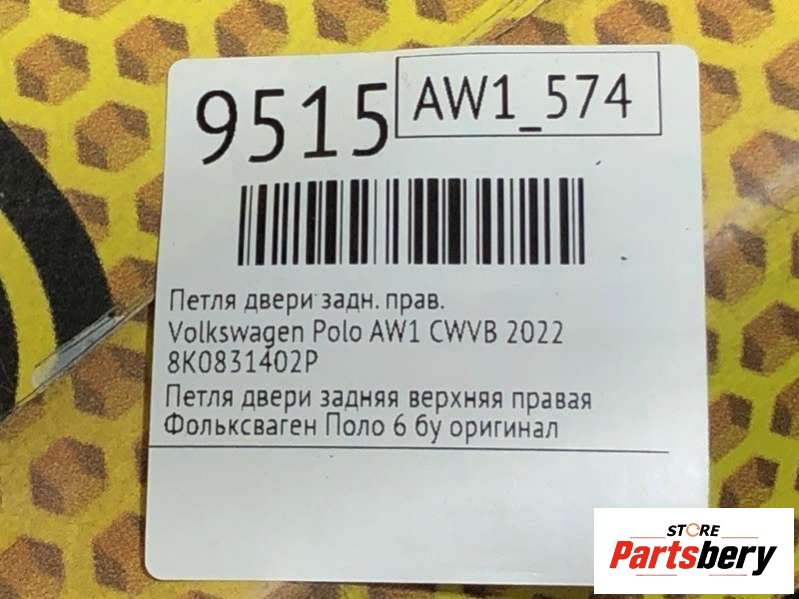 9515
AW1_574
Петля двери задн. прав.
Volkswagen Polo AW1 CWVB 2022
8K0831402P
Петля двери задняя верхняя правая
Фольксваген Поло 6 бу оригинал
STORE
Partsbery